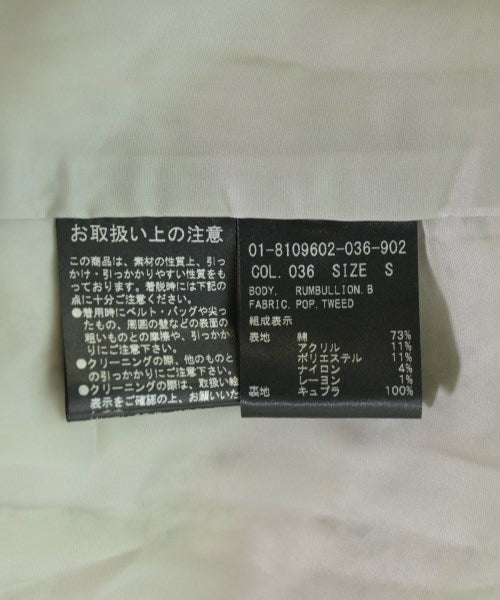 お取扱い上の注意
この商品は、素材の性質上、引っ
かけ・引っかかりやすい性質をも
っております。着脱時には下記の
点に十分ご注意ください。
●着用時にベルト・バッグや尖っ
たもの、周囲の壁などの表面の
粗いものとの摩擦や、引っかか
りにご注意下さい。
●クリーニングの際、他のものと
の引っかかりにご注意下さい。
●クリーニングの際は、取扱い絵
表示をご確認の上、お願いいた
01-8109602-036-902
COL. 036 SIZE S
BODY. RUMBULLION.B
FABRIC. POP.TWEED
組成表示
表地 綿 73%
アクリル 11%
ポリエステル 11%
ナイロン 4%
レーヨン 1%
裏地 キュプラ 100%